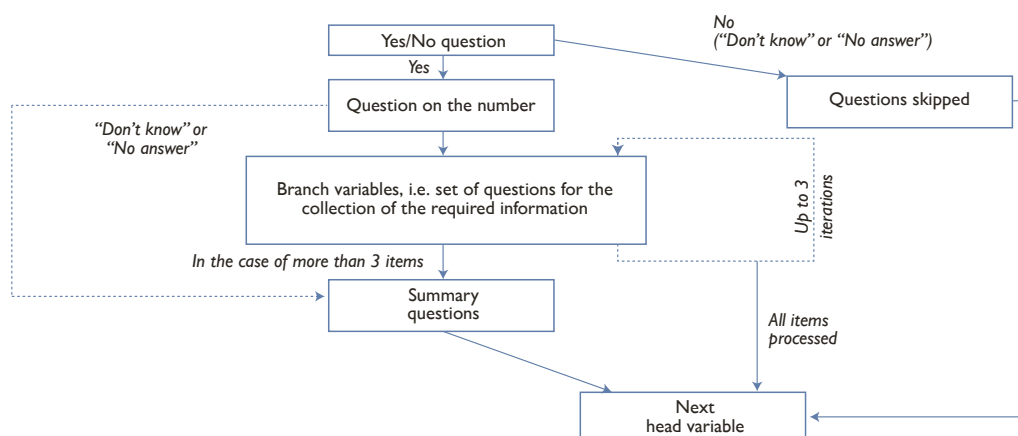 No
(“Don't know” or “No answer”)
Yes/No question
Yes
Question on the number
Questions skipped
“Don't know” or
“No answer”
Branch variables, i.e. set of questions for the
collection of the required information
Up to 3
iterations
In the case of more than 3 items
Summary
questions
All items
processed
Next
head variable